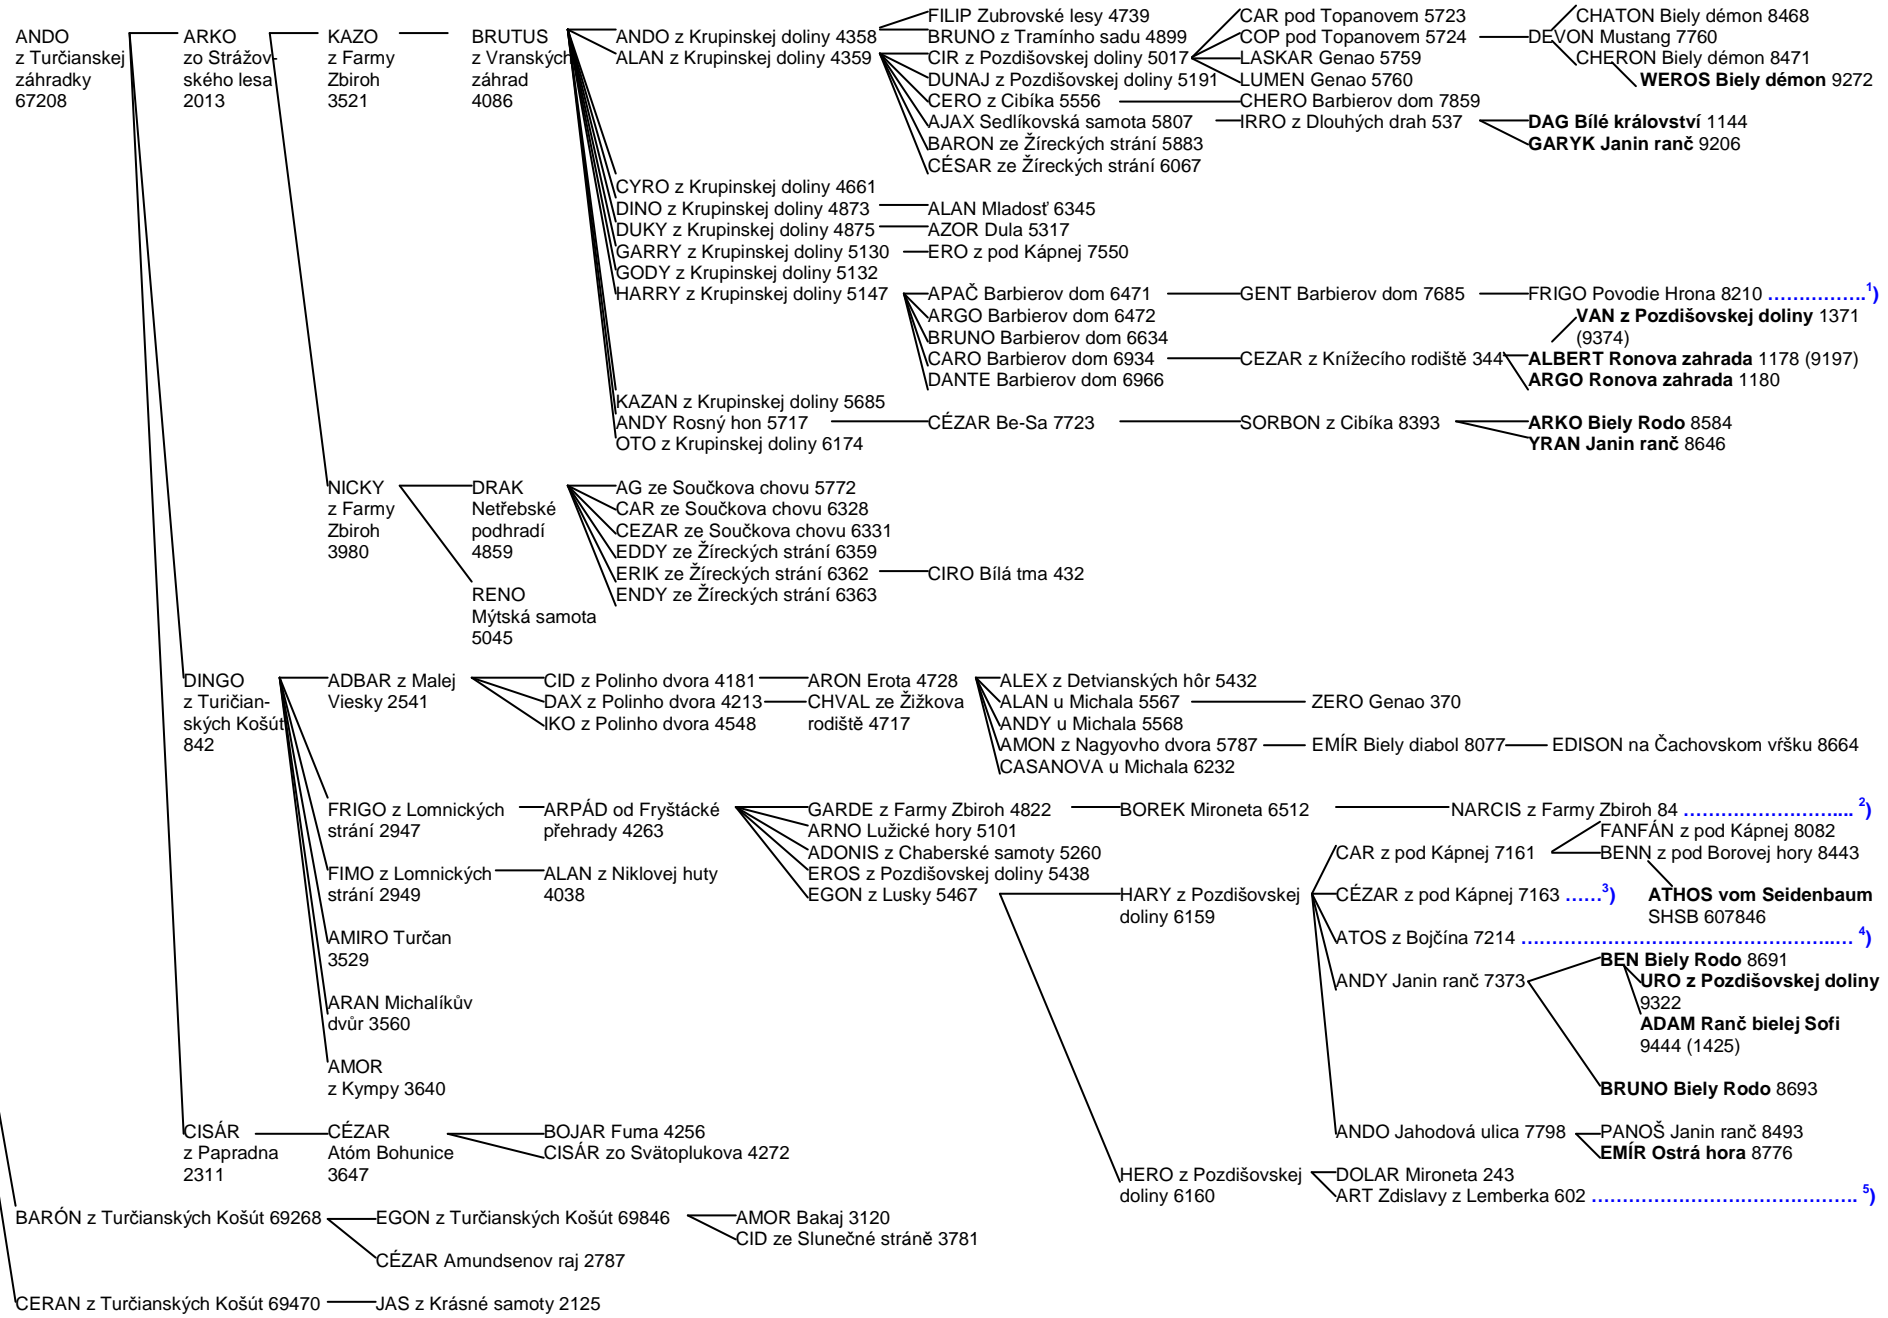 FILIP Zubrovské lesy 4739
CAR pod Topanovem 5723
CHATON Biely démon 8468
ANDO
z Turčianskej
záhradky
67208
ARKO
zo Strážov-
ského lesa
2013
KAZO
z Farmy
Zbiroh
3521
BRUTUS
z Vranských
záhrad
4086
ANDO z Krupinskej doliny 4358
BRUNO z Tramínho sadu 4899
COP pod Topanovem 5724
DEVON Mustang 7760
ALAN z Krupinskej doliny 4359
CIR z Pozdišovskej doliny 5017
LASKAR Genao 5759
CHERON Biely démon 8471
DUNAJ z Pozdišovskej doliny 5191
LUMEN Genao 5760
WEROS Biely démon 9272
CERO z Cibíka 5556
CHERO Barbierov dom 7859
AJAX Sedlíkovská samota 5807
IRRO z Dlouhých drah 537
DAG Bílé království 1144
BARON ze Žíreckých strání 5883
GARYK Janin ranč 9206
CÉSAR ze Žíreckých strání 6067
CYRO z Krupinskej doliny 4661
DINO z Krupinskej doliny 4873
ALAN Mladosť 6345
DUKY z Krupinskej doliny 4875
AZOR Dula 5317
GARRY z Krupinskej doliny 5130
ERO z pod Kápnej 7550
GODY z Krupinskej doliny 5132
HARRY z Krupinskej doliny 5147
APAČ Barbierov dom 6471
GENT Barbierov dom 7685
FRIGO Povodie Hrona 8210 ................¹)
ARGO Barbierov dom 6472
VAN z Pozdišovskej doliny 1371
(9374)
BRUNO Barbierov dom 6634
CARO Barbierov dom 6934
CEZAR z Knížecího rodiště 344
ALBERT Ronova zahrada 1178 (9197)
DANTE Barbierov dom 6966
ARGO Ronova zahrada 1180
KAZAN z Krupinskej doliny 5685
ANDY Rosný hon 5717
CÉZAR Be-Sa 7723
SORBON z Cibíka 8393
ARKO Biely Rodo 8584
OTO z Krupinskej doliny 6174
YRAN Janin ranč 8646
NICKY
z Farmy
Zbiroh
3980
DRAK
Netřebské
podhradí
4859
AG ze Součkova chovu 5772
CAR ze Součkova chovu 6328
CEZAR ze Součkova chovu 6331
EDDY ze Žíreckých strání 6359
ERIK ze Žíreckých strání 6362
CIRO Bílá tma 432
ENDY ze Žíreckých strání 6363
RENO
Mýtská samota
5045
DINGO
z Turičian-
ských Košút
842
ADBAR z Malej
Viesky 2541
CID z Polinho dvora 4181
ARON Erota 4728
ALEX z Detvianských hôr 5432
DAX z Polinho dvora 4213
CHVAL ze Žižkova
rodiště 4717
ALAN u Michala 5567
ZERO Genao 370
IKO z Polinho dvora 4548
ANDY u Michala 5568
AMON z Nagyovho dvora 5787
EMÍR Biely diabol 8077
EDISON na Čachovskom vŕšku 8664
CASANOVA u Michala 6232
FRIGO z Lomnických
strání 2947
ARPÁD od Fryštácké
přehrady 4263
GARDE z Farmy Zbiroh 4822
BOREK Mironeta 6512
NARCIS z Farmy Zbiroh 84 ............................²)
ARNO Lužické hory 5101
FANFÁN z pod Kápnej 8082
ADONIS z Chaberské samoty 5260
CAR z pod Kápnej 7161
BENN z pod Borovej hory 8443
FIMO z Lomnických
strání 2949
ALAN z Niklovej huty
4038
EROS z Pozdišovskej doliny 5438
EGON z Lusky 5467
HARY z Pozdišovskej
doliny 6159
CÉZAR z pod Kápnej 7163 ......³)
ATHOS vom Seidenbaum
SHSB 607846
AMIRO Turčan
3529
ATOS z Bojčína 7214 ...................................................... ⁴)
BEN Biely Rodo 8691
ANDY Janin ranč 7373
URO z Pozdišovskej doliny
9322
ARAN Michalíkův
dvůr 3560
ADAM Ranč bielej Sofi
9444 (1425)
AMOR
z Kympy 3640
BRUNO Biely Rodo 8693
CISÁR
z Papradna
2311
CÉZAR
Atóm Bohunice
3647
BOJAR Fuma 4256
CISÁR zo Svätoplukova 4272
ANDO Jahodová ulica 7798
PANOŠ Janin ranč 8493
EMÍR Ostrá hora 8776
HERO z Pozdišovskej
doliny 6160
DOLAR Mironeta 243
ART Zdislavy z Lemberka 602 ........................................... ⁵)
BARÓN z Turčianských Košút 69268
EGON z Turčianských Košút 69846
AMOR Bakaj 3120
CID ze Slunečné stráně 3781
CÉZAR Amundsenov raj 2787
CERAN z Turčianských Košút 69470
JAS z Krásné samoty 2125